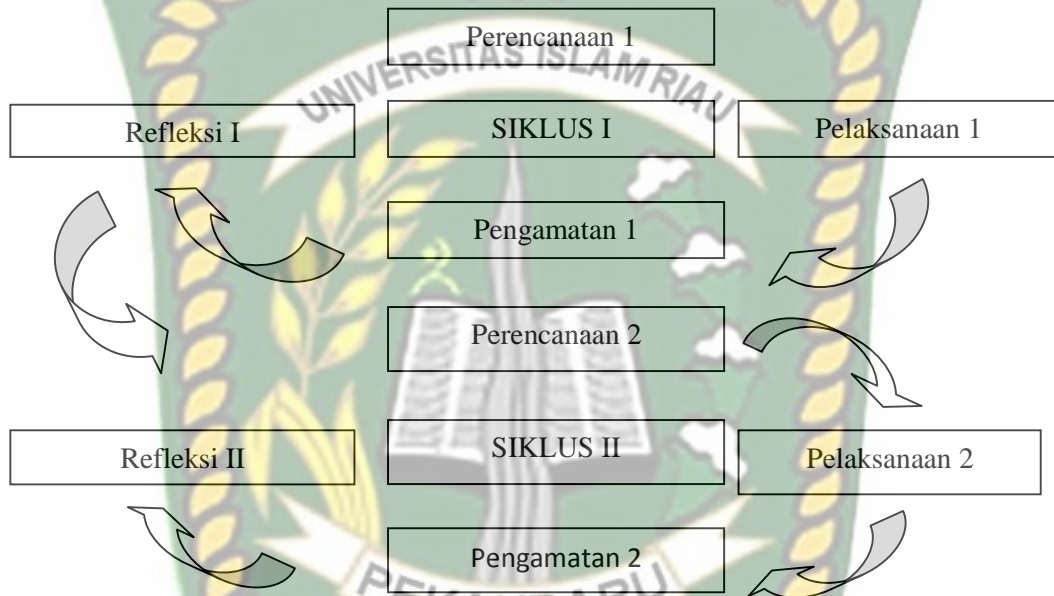 Perencanaan 1
UNIVERSITAS ISLAM RIAU
Refleksi I
SIKLUS I
Pelaksanaan 1
Pengamatan 1
Perencanaan 2
Refleksi II
SIKLUS II
Pelaksanaan 2
Pengamatan 2
PEKANBARU